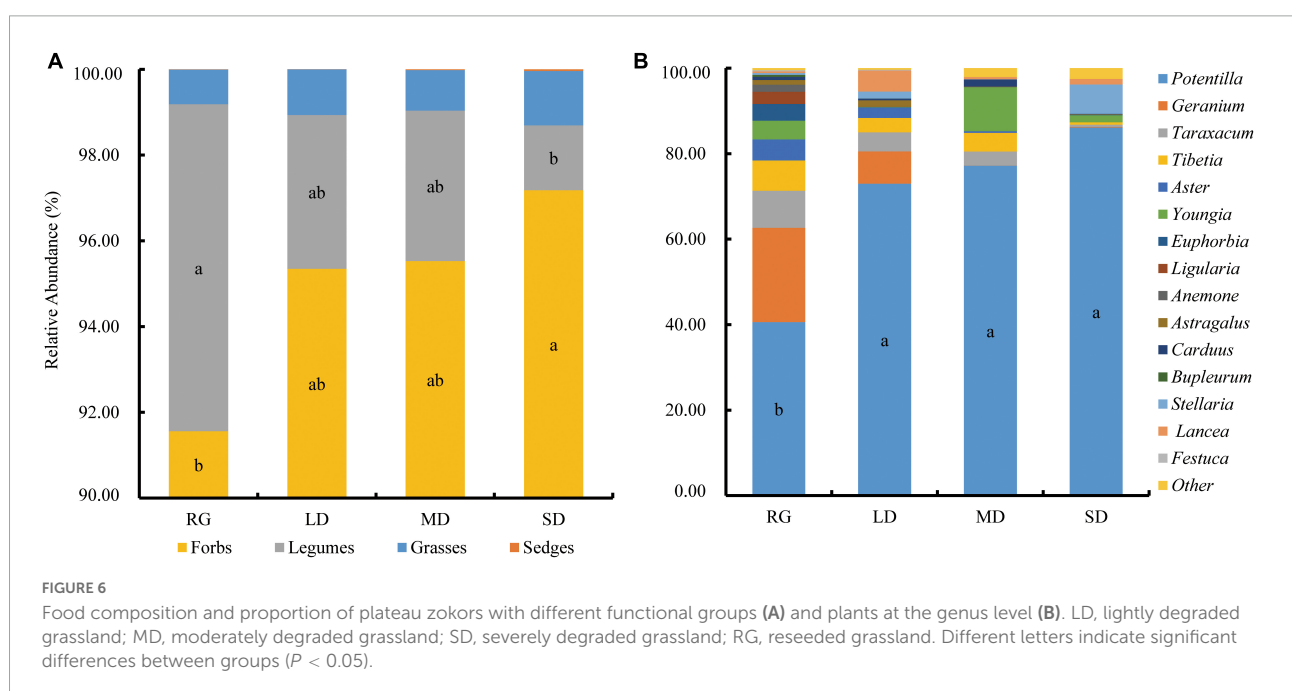 A
B
Relative Abundance (%)
100.00
98.00
96.00
94.00
92.00
90.00
a
b
ab
ab
ab
ab
b
a
RG
LD
MD
SD
Forbs
Legumes
Grasses
Sedges
100.00
80.00
60.00
40.00
20.00
0.00
b
a
a
a
RG
LD
MD
SD
Potentilla
Geranium
Taraxacum
Tibetia
Aster
Youngia
Euphorbia
Ligularia
Anemone
Astragalus
Carduus
Bupleurum
Stellaria
Lancea
Festuca
Other
FIGURE 6
Food composition and proportion of plateau zokors with different functional groups (A) and plants at the genus level (B). LD, lightly degraded
grassland; MD, moderately degraded grassland; SD, severely degraded grassland; RG, reseeded grassland. Different letters indicate significant
differences between groups (P < 0.05).